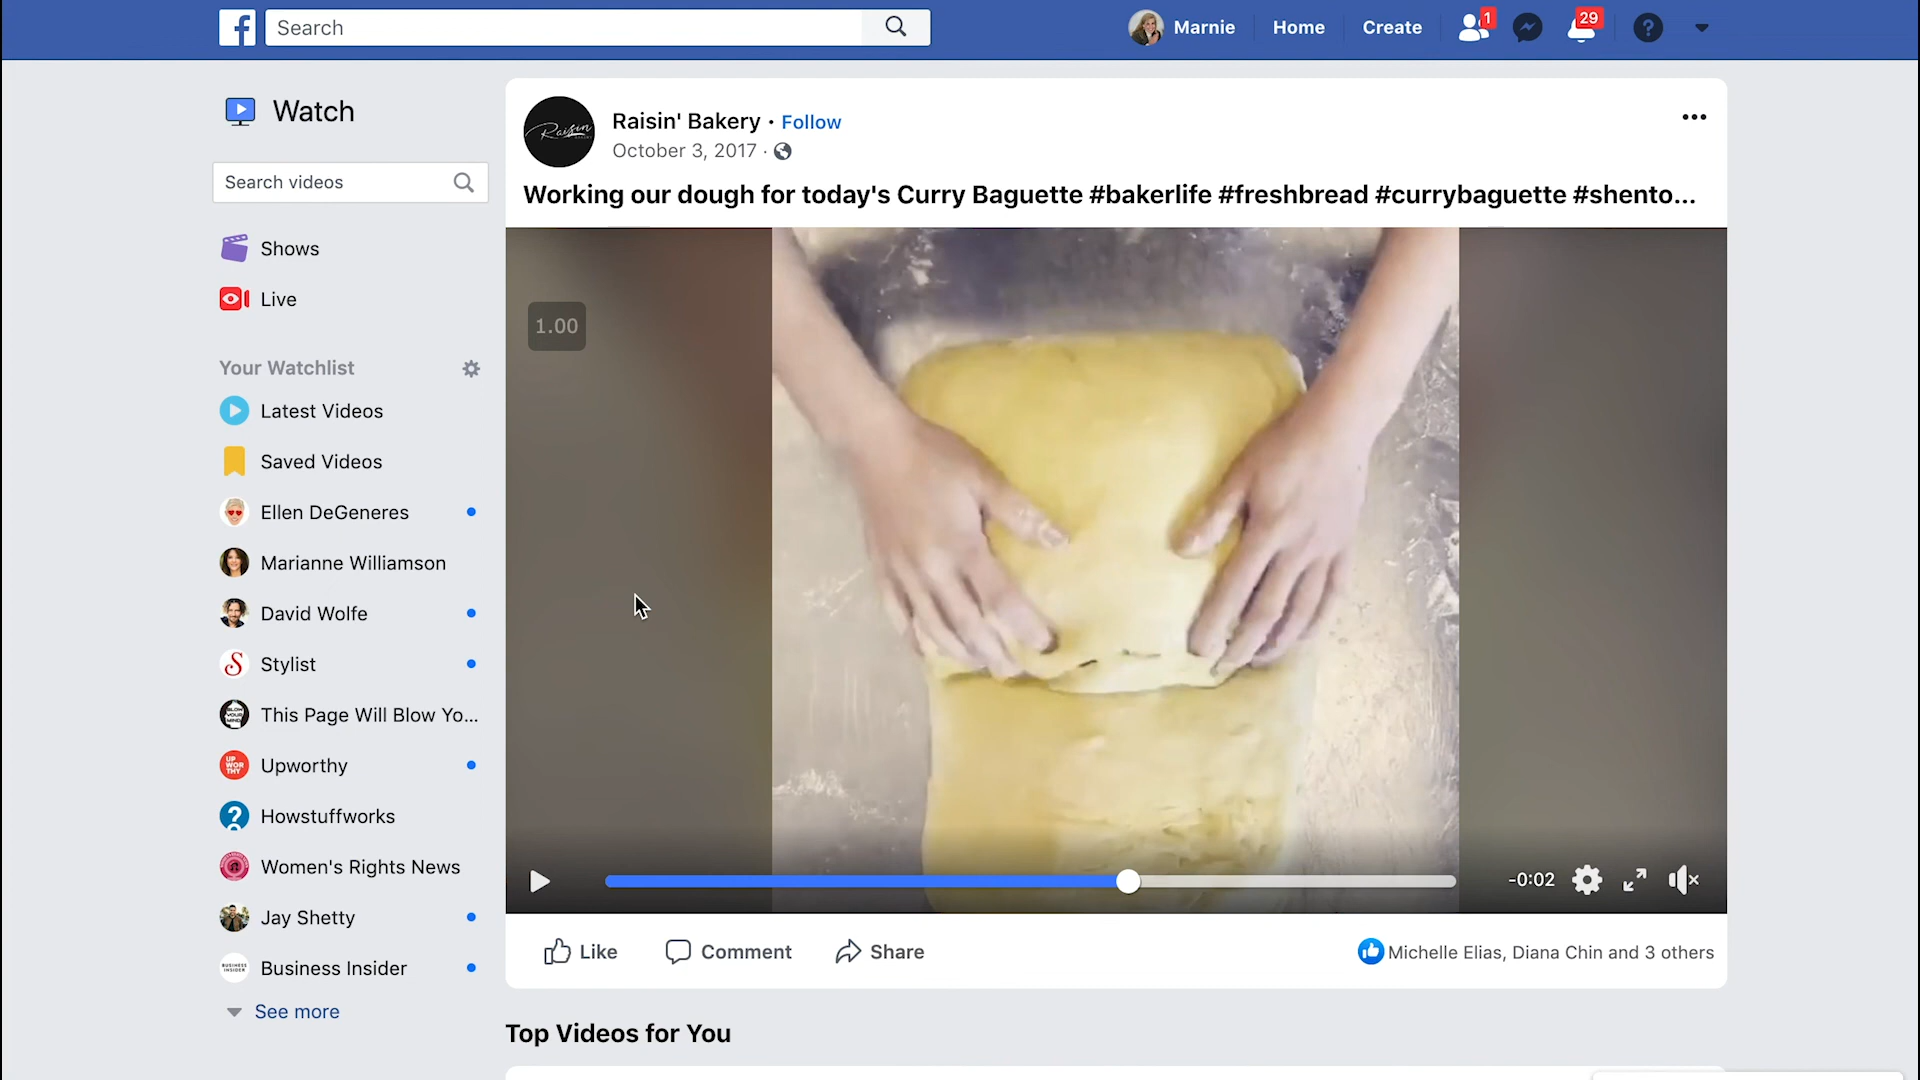 Search
Marnie
Home
Create
1
29
Watch
Search videos
Shows
Live
Your Watchlist
Latest Videos
Saved Videos
Ellen DeGeneres
Marianne Williamson
David Wolfe
Stylist
This Page Will Blow Yo...
Upworthy
Howstuffworks
Women's Rights News
Jay Shetty
Business Insider
See more
Raisin
Raisin' Bakery · Follow
October 3, 2017 ·
Working our dough for today's Curry Baguette #bakerlife #freshbread #currybaguette #shento...
1.00
-0:02
Like
Comment
Share
Michelle Elias, Diana Chin and 3 others
Top Videos for You